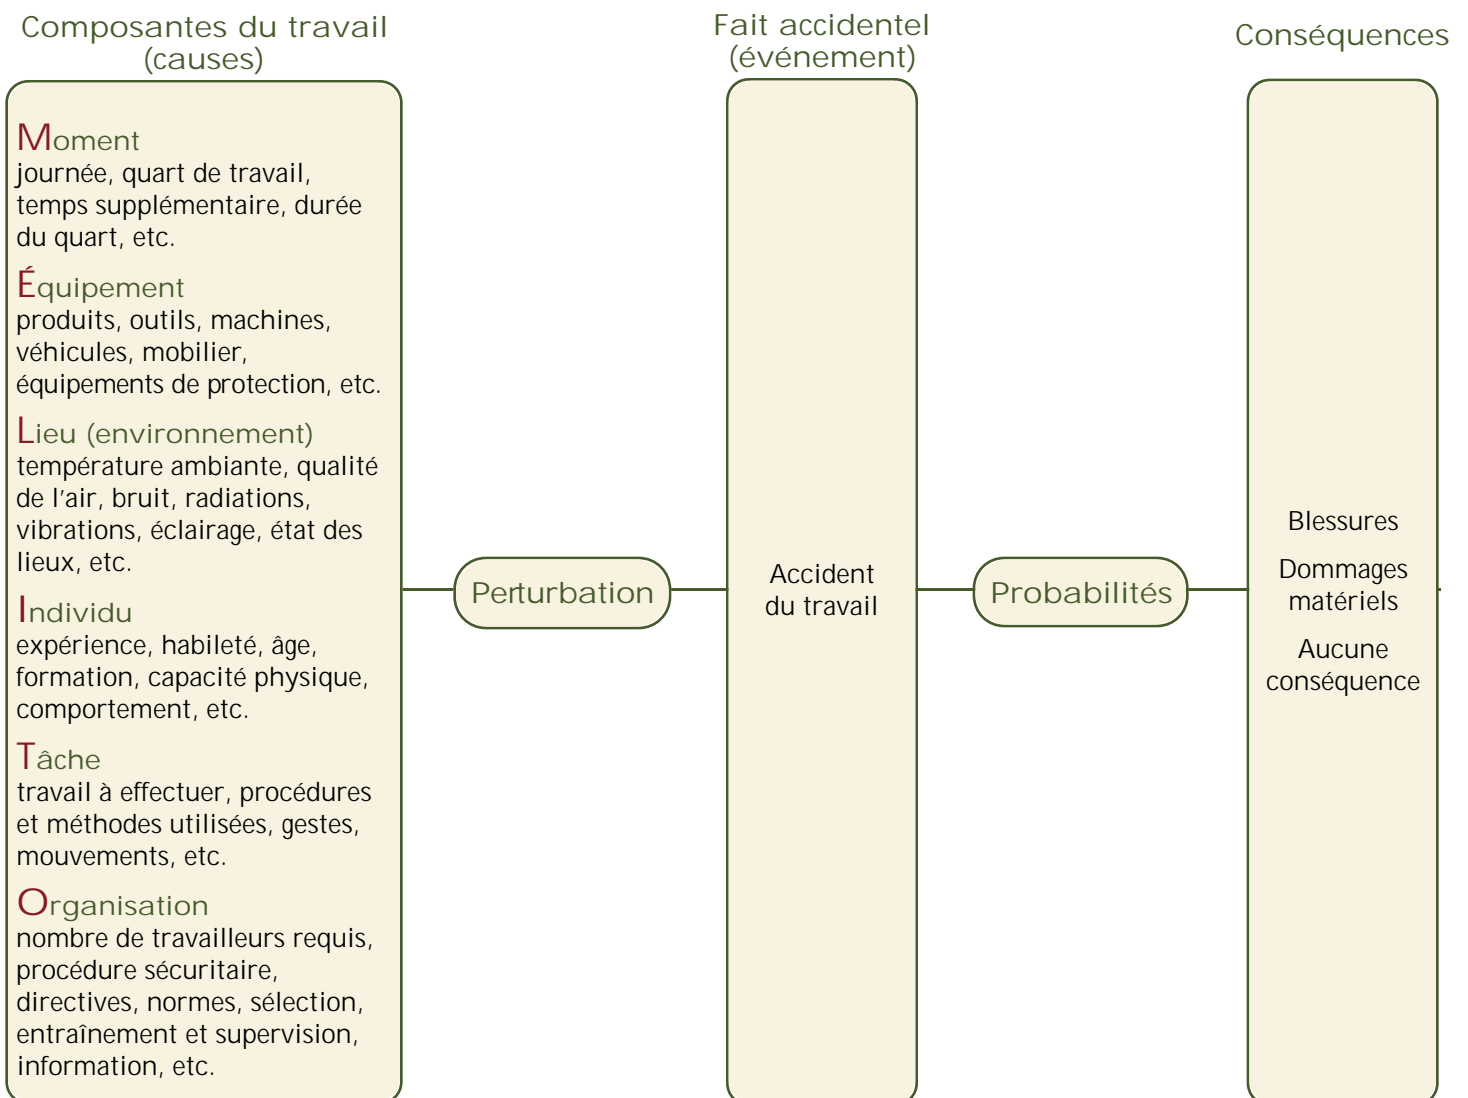 Composantes du travail
(causes)
Moment
journée, quart de travail,
temps supplémentaire, durée
du quart, etc.
Équipement
produits, outils, machines,
véhicules, mobilier,
équipements de protection, etc.
Lieu (environnement)
température ambiante, qualité
de l'air, bruit, radiations,
vibrations, éclairage, état des
lieux, etc.
Individu
expérience, habileté, âge,
formation, capacité physique,
comportement, etc.
Tâche
travail à effectuer, procédures
et méthodes utilisées, gestes,
mouvements, etc.
Organisation
nombre de travailleurs requis,
procédure sécuritaire,
directives, normes, sélection,
entraînement et supervision,
information, etc.
Perturbation
Fait accidentel
(événement)
Accident
du travail
Probabilités
Conséquences
Blessures
Dommages
matériels
Aucune
conséquence